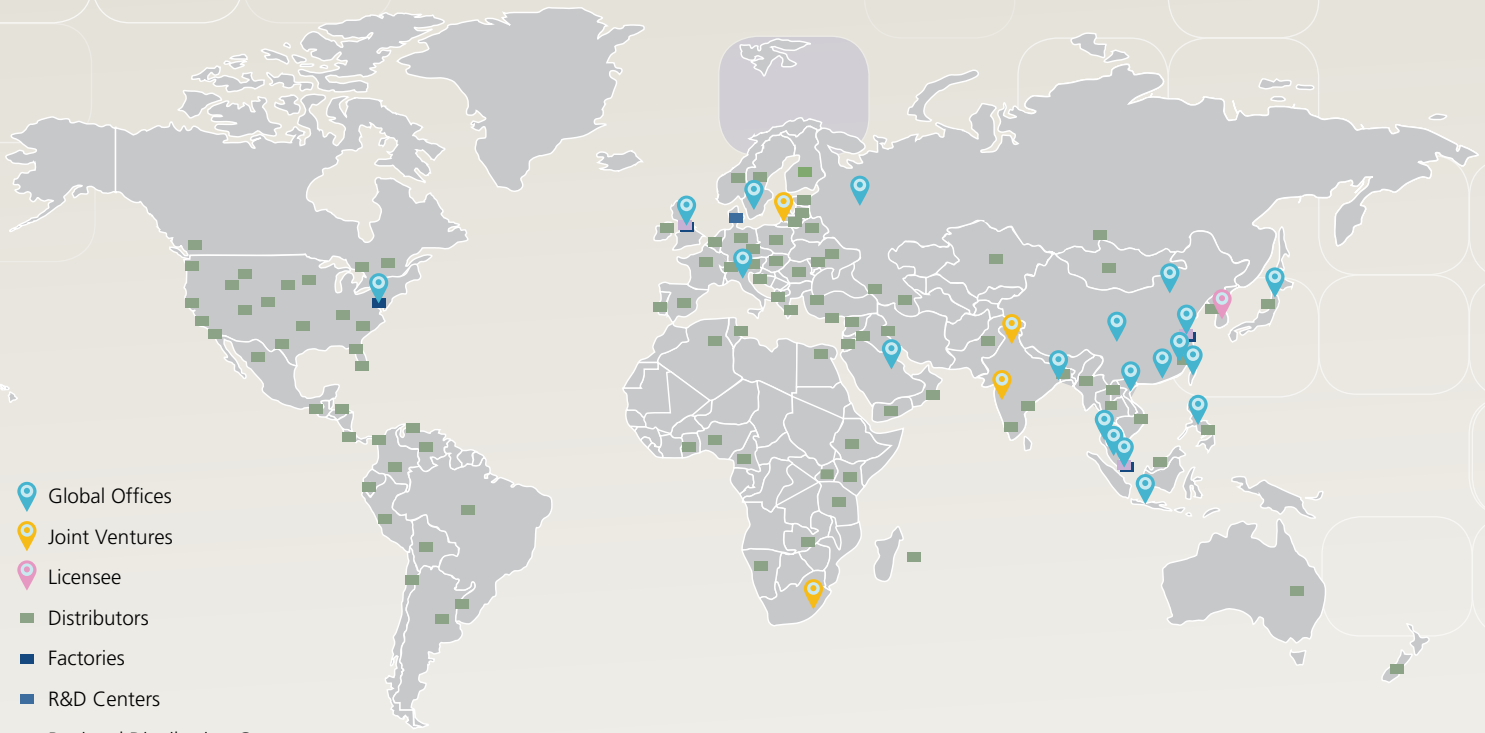 Global Offices
Joint Ventures
Licensee
Distributors
Factories
R&D Centers